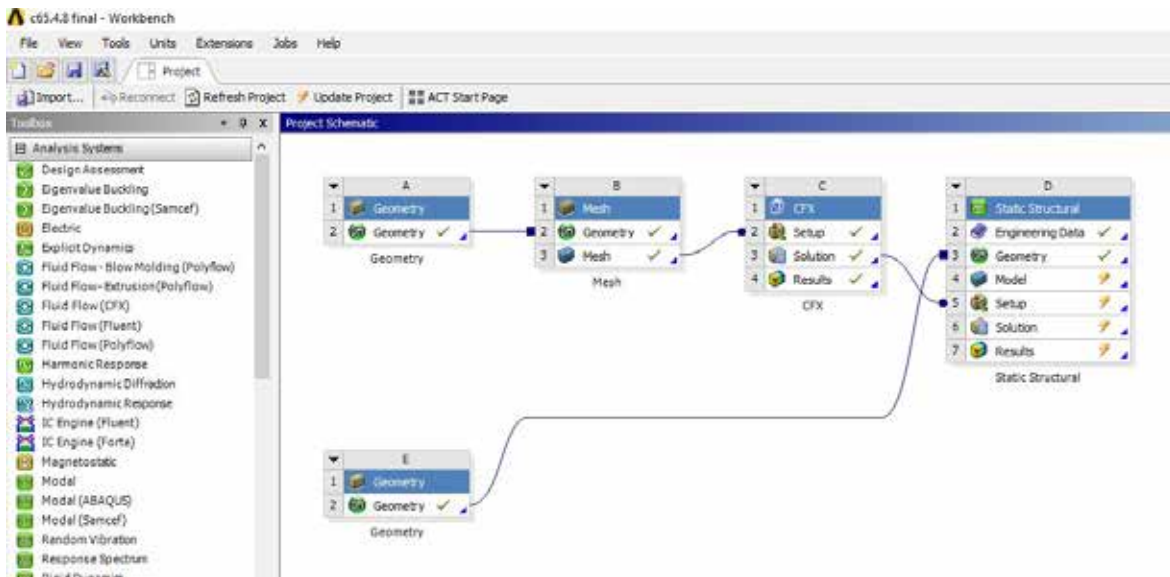 c65.4.8 final - Workbench
File View Tools Units Extensions Jobs Help
Project
Import... Reconnect Refresh Project Update Project ACT Start Page
Toolbox
Project Schematic
Analysis Systems
Design Assessment
Eigenvalue Buckling
Eigenvalue Buckling (Samcef)
Electric
Explicit Dynamics
Fluid Flow - Blow Molding (Polyflow)
Fluid Flow - Extrusion (Polyflow)
Fluid Flow (CFX)
Fluid Flow (Fluent)
Fluid Flow (Polyflow)
Harmonic Response
Hydrodynamic Diffraction
Hydrodynamic Response
IC Engine (Fluent)
IC Engine (Forte)
Magnetostatic
Modal
Modal (ABAQUS)
Modal (Samcef)
Random Vibration
Response Spectrum
Rigid Dynamics
A
1 Geometry
2 Geometry
Geometry
B
1 Mesh
2 Geometry
3 Mesh
Mesh
C
1 CFX
2 Setup
3 Solution
4 Results
CFX
D
1 Static Structural
2 Engineering Data
3 Geometry
4 Model
5 Setup
6 Solution
7 Results
Static Structural
E
1 Geometry
2 Geometry
Geometry